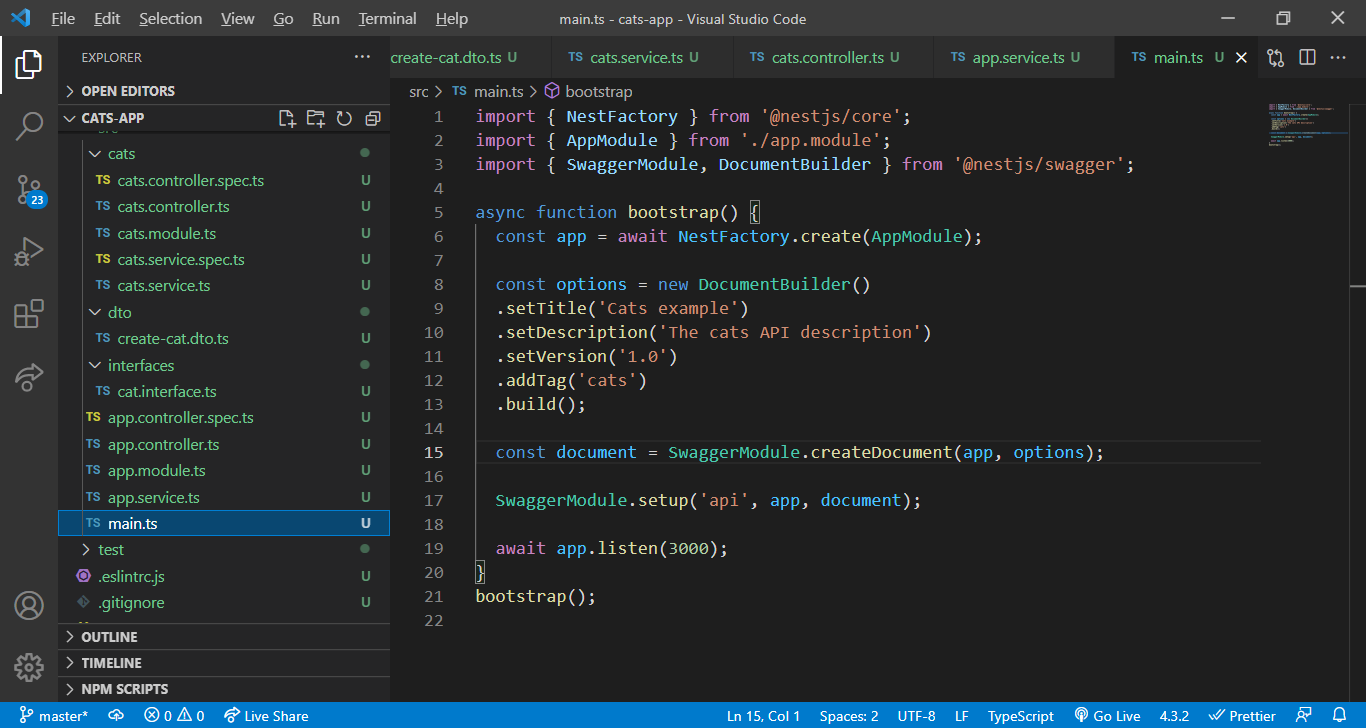 File Edit Selection View Go Run Terminal Help main.ts - cats-app - Visual Studio Code
EXPLORER
OPEN EDITORS
CATS-APP
src
cats
TS cats.controller.spec.ts U
TS cats.controller.ts U
TS cats.module.ts U
TS cats.service.spec.ts U
TS cats.service.ts U
dto
TS create-cat.dto.ts U
interfaces
TS cat.interface.ts U
TS app.controller.spec.ts U
TS app.controller.ts U
TS app.module.ts U
TS app.service.ts U
TS main.ts U
test
.eslintrc.js U
.gitignore U
OUTLINE
TIMELINE
NPM SCRIPTS
23
create-cat.dto.ts U TS cats.service.ts U TS cats.controller.ts U TS app.service.ts U TS main.ts U
src > TS main.ts > bootstrap
1 import { NestFactory } from '@nestjs/core';
2 import { AppModule } from './app.module';
3 import { SwaggerModule, DocumentBuilder } from '@nestjs/swagger';
4
5 async function bootstrap() {
6 const app = await NestFactory.create(AppModule);
7
8 const options = new DocumentBuilder()
9 .setTitle('Cats example')
10 .setDescription('The cats API description')
11 .setVersion('1.0')
12 .addTag('cats')
13 .build();
14
15 const document = SwaggerModule.createDocument(app, options);
16
17 SwaggerModule.setup('api', app, document);
18
19 await app.listen(3000);
20 }
21 bootstrap();
22
master* 0 0 Live Share Ln 15, Col 1 Spaces: 2 UTF-8 LF TypeScript Go Live 4.3.2 Prettier